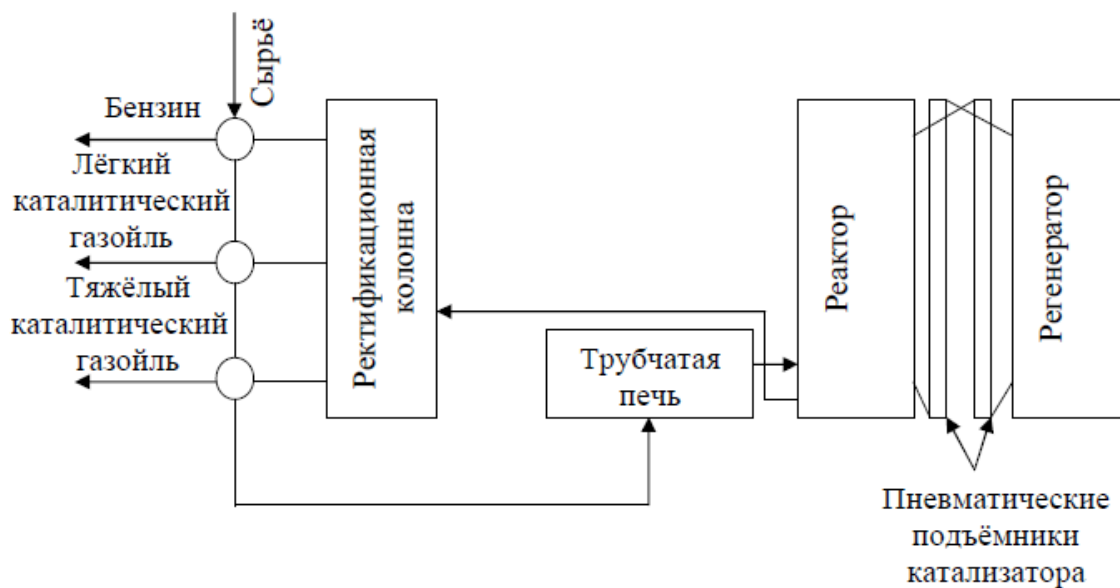 Сырьё
Бензин
Лёгкий
каталитический
газойль
Тяжёлый
каталитический
газойль
Ректификационная
колонна
Трубчатая
печь
Реактор
Регенератор
Пневматические
подъёмники
катализатора